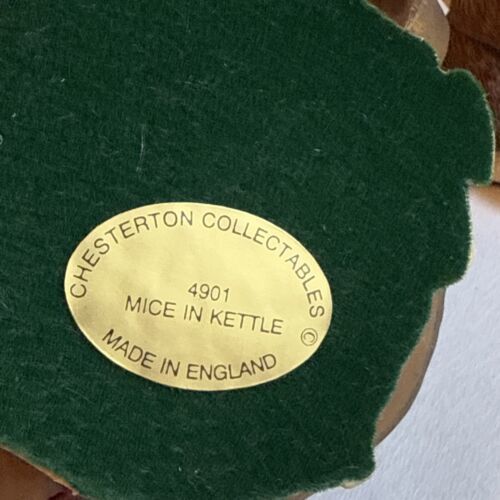 CHESTERTON COLLECTABLES ©
4901
MICE IN KETTLE
MADE IN ENGLAND